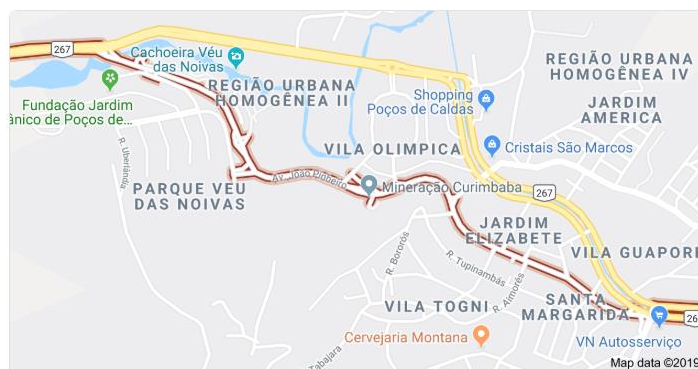 267
Cachoeira Véu
das Noivas
REGIÃO URBANA
HOMOGÊNEA IV
REGIÃO URBANA
HOMOGÊNEA II
Shopping
Poços de Caldas
JARDIM
AMERICA
Fundação Jardim
ânico de Poços de...
Cristais São Marcos
VILA OLIMPICA
R. Uberlândia
Av. João Pinheiro
Mineração Curimbaba
267
PARQUE VÉU
DAS NOIVAS
JARDIM
ELIZABETE
VILA GUAPORÉ
R. Bororós
R. Tupinambás
R. Aimorés
VILA TOGNI
SANTA
MARGARIDA
26
Cervejaria Montana
VN Autosserviço
Tabajara
Map data ©2019